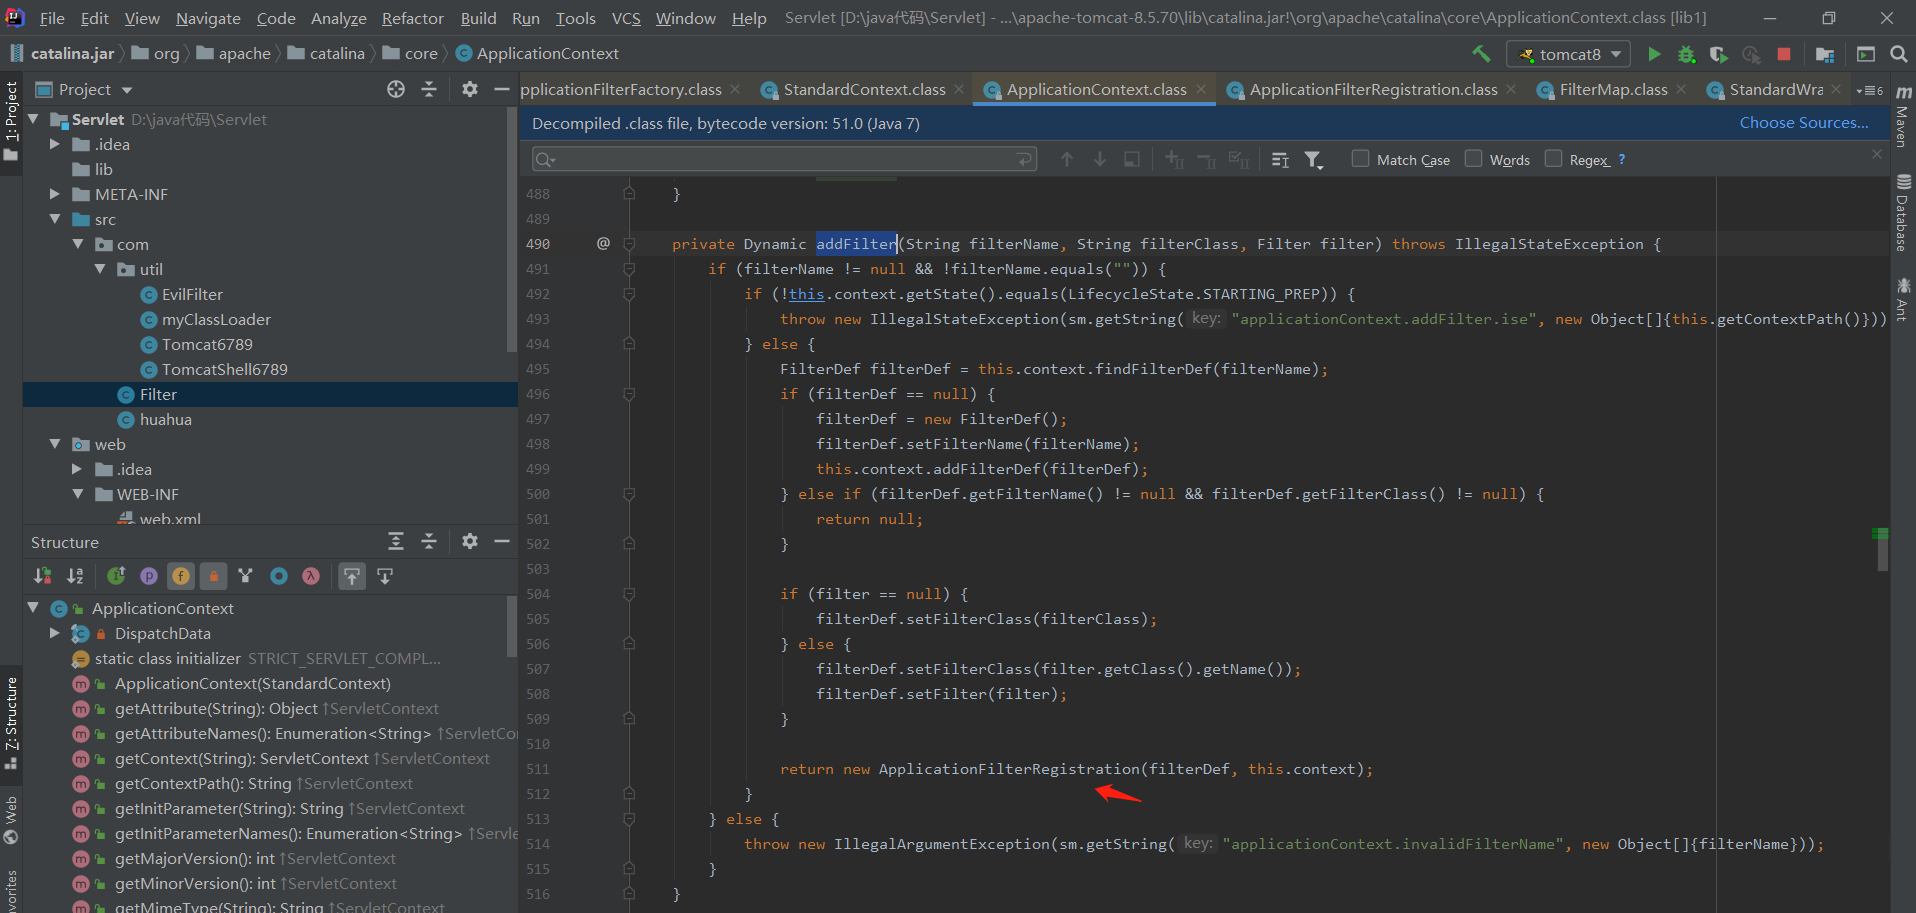 File Edit View Navigate Code Analyze Refactor Build Run Tools VCS Window Help Servlet [D:\java代码\Servlet] - ...\apache-tomcat-8.5.70\lib\catalina.jar!\org\apache\catalina\core\ApplicationContext.class [lib1]
catalina.jar org apache catalina core ApplicationContext tomcat8
Project
pplicationFilterFactory.class StandardContext.class ApplicationContext.class ApplicationFilterRegistration.class FilterMap.class StandardWra 6
Decompiled .class file, bytecode version: 51.0 (Java 7) Choose Sources...
Match Case Words Regex ?
1: Project
Servlet D:\java代码\Servlet
.idea
lib
META-INF
src
com
util
EvilFilter
myClassLoader
Tomcat6789
TomcatShell6789
Filter
huahua
web
.idea
WEB-INF
web.xml
Structure
ApplicationContext
DispatchData
static class initializer STRICT_SERVLET_COMPL...
ApplicationContext(StandardContext)
getAttribute(String): Object ↑ServletContext
getAttributeNames(): Enumeration<String> ↑ServletCo
getContext(String): ServletContext ↑ServletContext
getContextPath(): String ↑ServletContext
getInitParameter(String): String ↑ServletContext
getInitParameterNames(): Enumeration<String> ↑Servle
getMajorVersion(): int ↑ServletContext
getMinorVersion(): int ↑ServletContext
getMimeType(String): String ↑ServletContext
7: Structure
Web
avorites
488 }
489
490 @ private Dynamic addFilter(String filterName, String filterClass, Filter filter) throws IllegalStateException {
491 if (filterName != null && !filterName.equals("")) {
492 if (!this.context.getState().equals(LifecycleState.STARTING_PREP)) {
493 throw new IllegalStateException(sm.getString( key: "applicationContext.addFilter.ise", new Object[]{this.getContextPath()}))
494 } else {
495 FilterDef filterDef = this.context.findFilterDef(filterName);
496 if (filterDef == null) {
497 filterDef = new FilterDef();
498 filterDef.setFilterName(filterName);
499 this.context.addFilterDef(filterDef);
500 } else if (filterDef.getFilterName() != null && filterDef.getFilterClass() != null) {
501 return null;
502 }
503
504 if (filter == null) {
505 filterDef.setFilterClass(filterClass);
506 } else {
507 filterDef.setFilterClass(filter.getClass().getName());
508 filterDef.setFilter(filter);
509 }
510
511 return new ApplicationFilterRegistration(filterDef, this.context);
512 }
513 } else {
514 throw new IllegalArgumentException(sm.getString( key: "applicationContext.invalidFilterName", new Object[]{filterName}));
515 }
516 }
Maven
Database
Ant